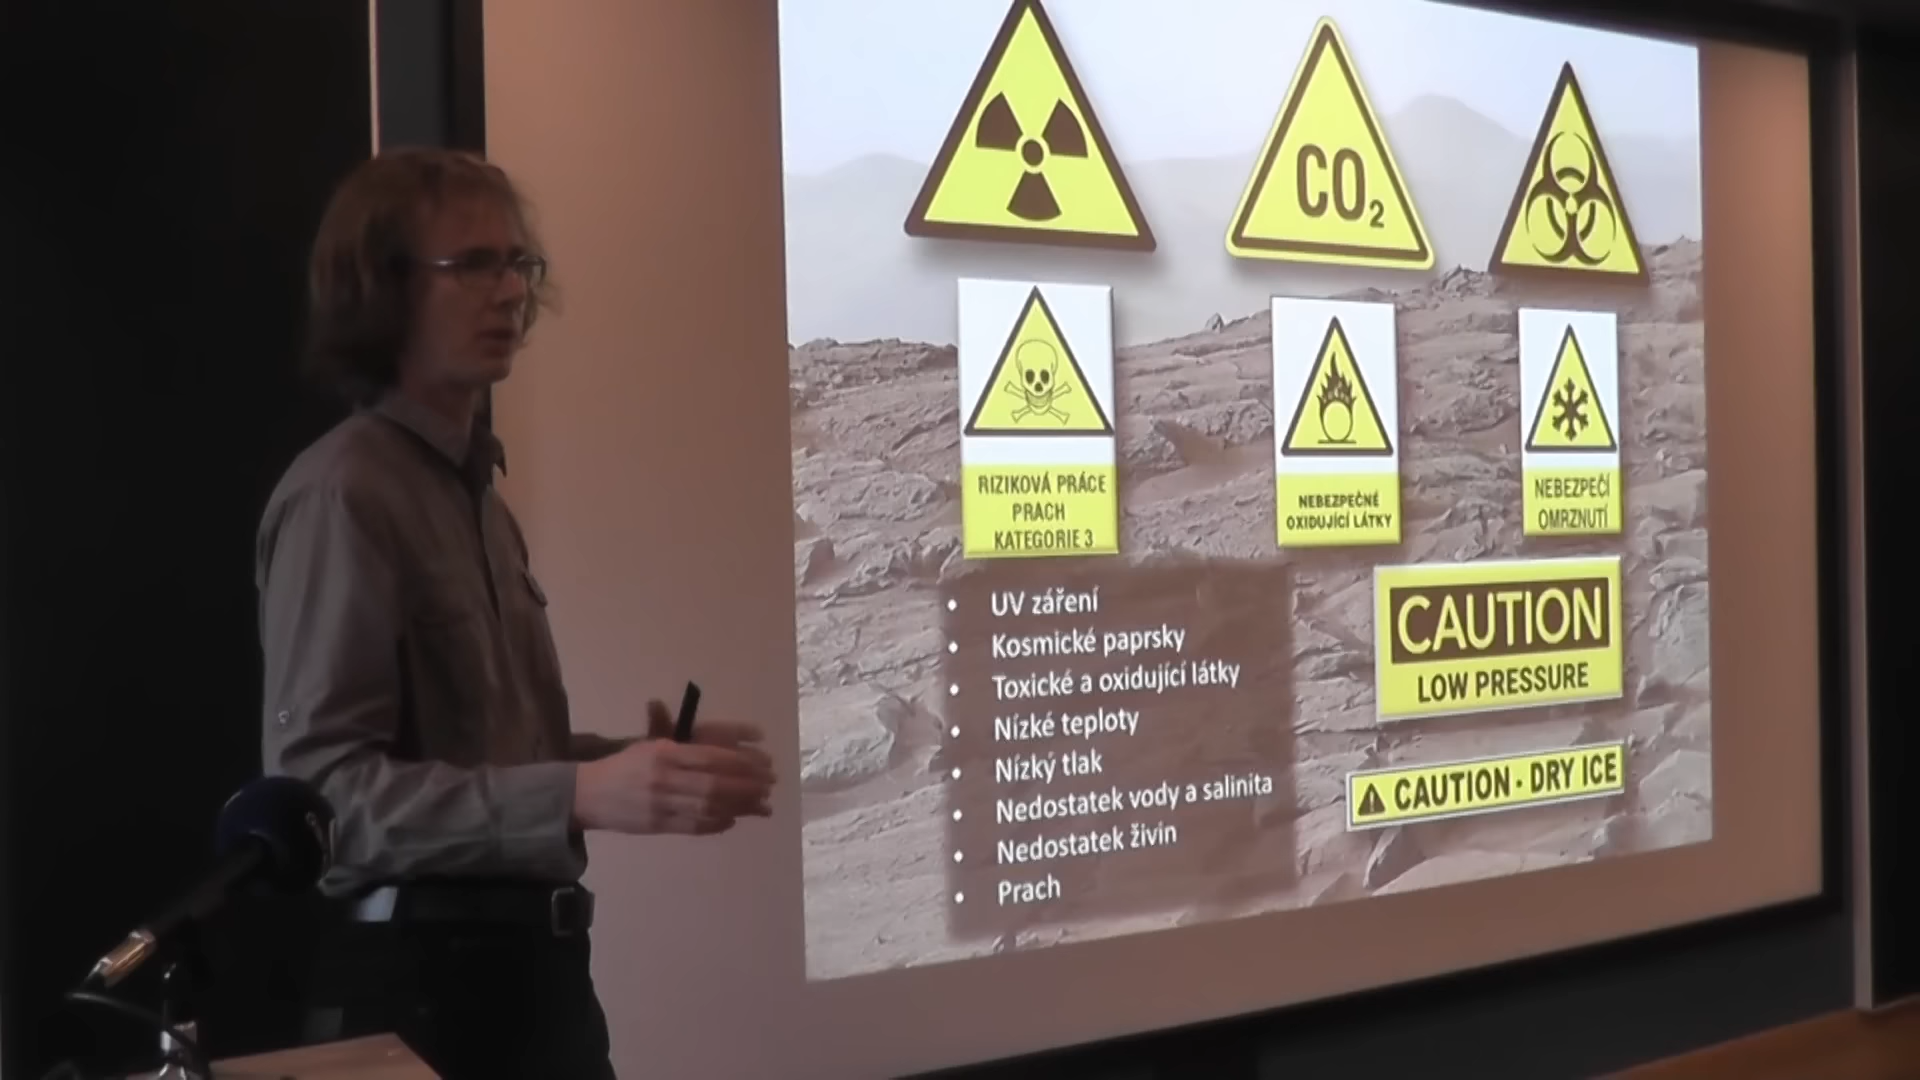 CO₂
RIZIKOVÁ PRÁCE
PRACH
KATEGORIE 3
NEBEZPEČNÉ
OXIDUJÍCÍ LÁTKY
NEBEZPEČÍ
OMRZNUTÍ
• UV záření
• Kosmické paprsky
• Toxické a oxidující látky
• Nízké teploty
• Nízký tlak
• Nedostatek vody a salinita
• Nedostatek živin
• Prach
CAUTION
LOW PRESSURE
CAUTION · DRY ICE